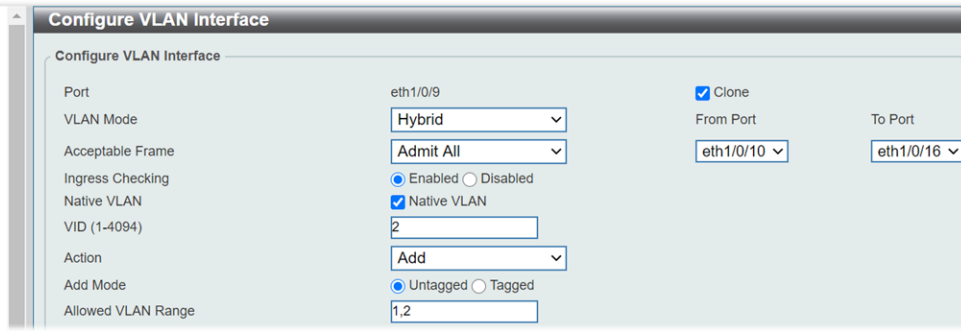 Configure VLAN Interface
Configure VLAN Interface
Port eth1/0/9 Clone
VLAN Mode Hybrid From Port To Port
Acceptable Frame Admit All eth1/0/10 eth1/0/16
Ingress Checking Enabled Disabled
Native VLAN Native VLAN
VID (1-4094) 2
Action Add
Add Mode Untagged Tagged
Allowed VLAN Range 1,2